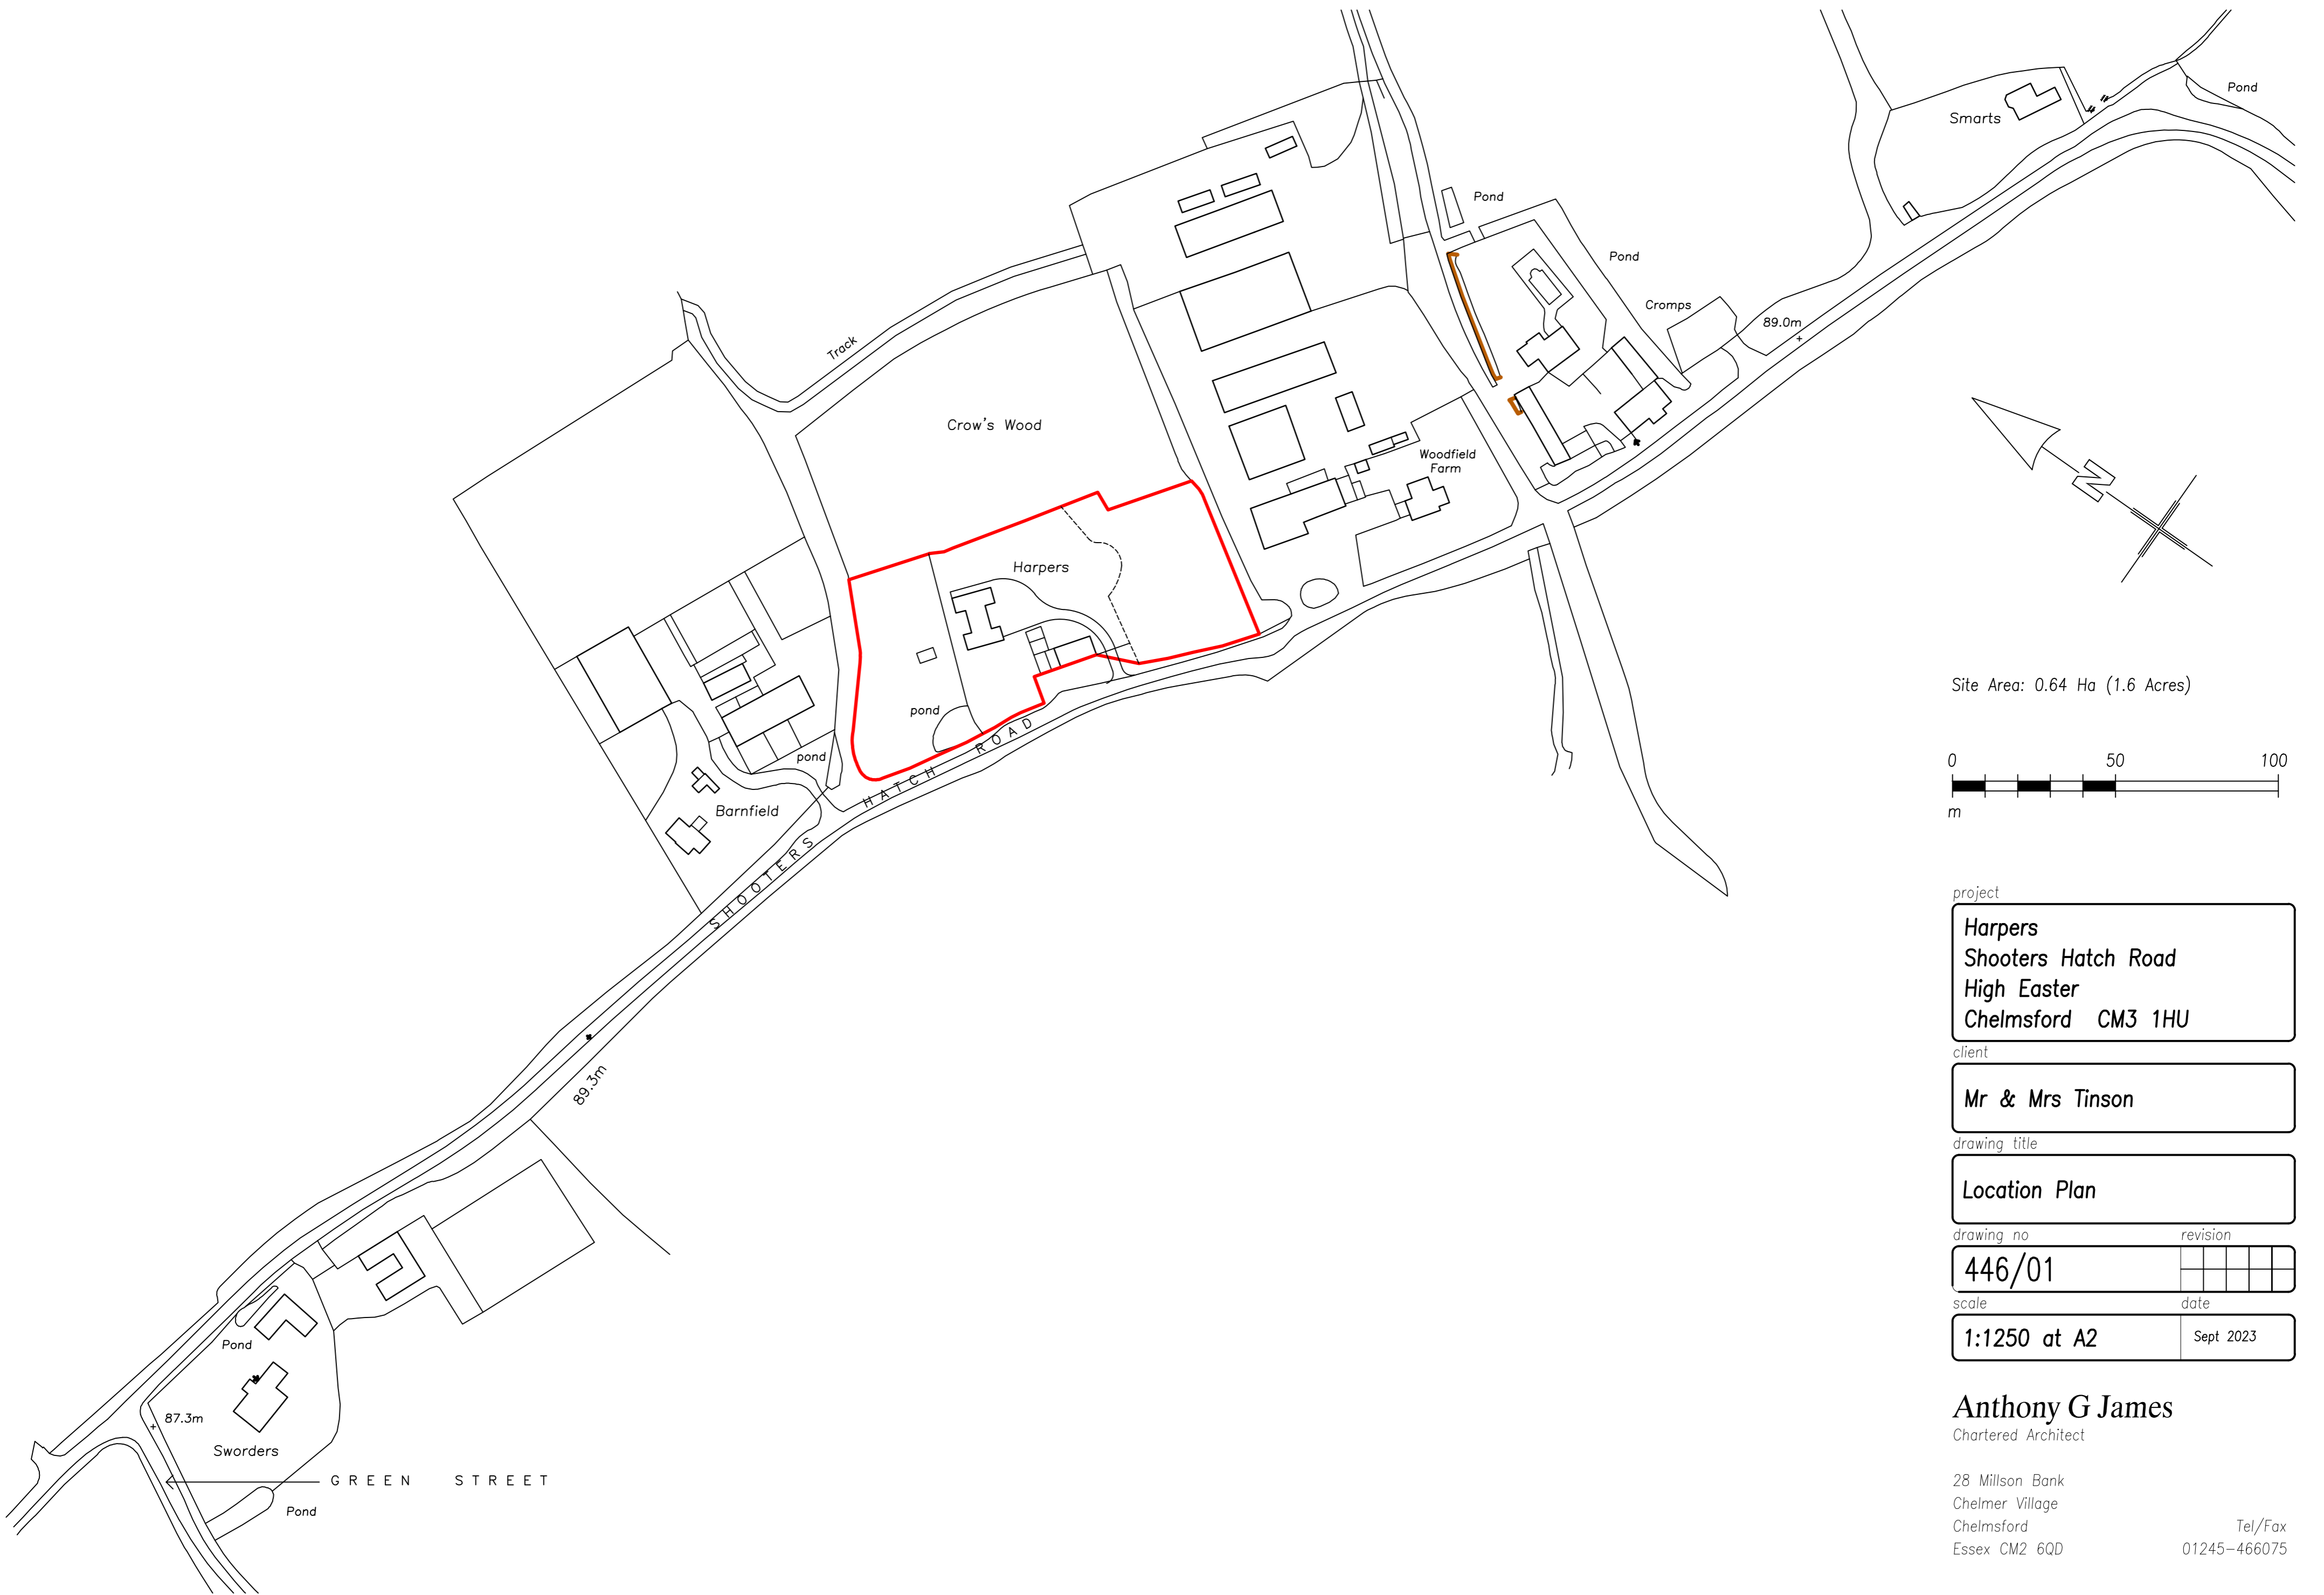 Pond
Smarts
Pond
Pond
Cromps
89.0m
Track
Crow's Wood
Woodfield
Farm
N
Harpers
pond
pond
Barnfield
SHOOTERS HATCH ROAD
89.3m
Pond
87.3m
Sworders
GREEN STREET
Pond
Site Area: 0.64 Ha (1.6 Acres)
0 50 100
m
project
Harpers
Shooters Hatch Road
High Easter
Chelmsford CM3 1HU
client
Mr & Mrs Tinson
drawing title
Location Plan
drawing no revision
446/01
scale date
1:1250 at A2 Sept 2023
Anthony G James
Chartered Architect
28 Millson Bank
Chelmer Village
Chelmsford Tel/Fax
Essex CM2 6QD 01245-466075